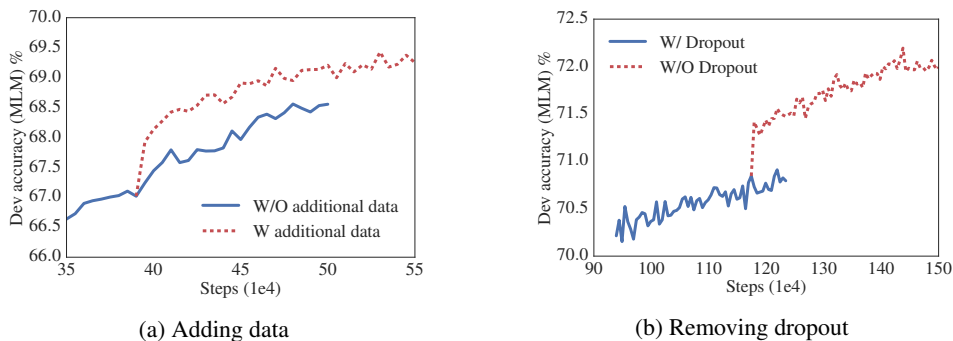 Dev accuracy (MLM) %
70.0
69.5
69.0
68.5
68.0
67.5
67.0
66.5
66.0
W/O additional data
W additional data
35 40 45 50 55
Steps (1e4)
(a) Adding data
Dev accuracy (MLM) %
72.5
72.0
71.5
71.0
70.5
70.0
W/ Dropout
W/O Dropout
90 100 110 120 130 140 150
Steps (1e4)
(b) Removing dropout